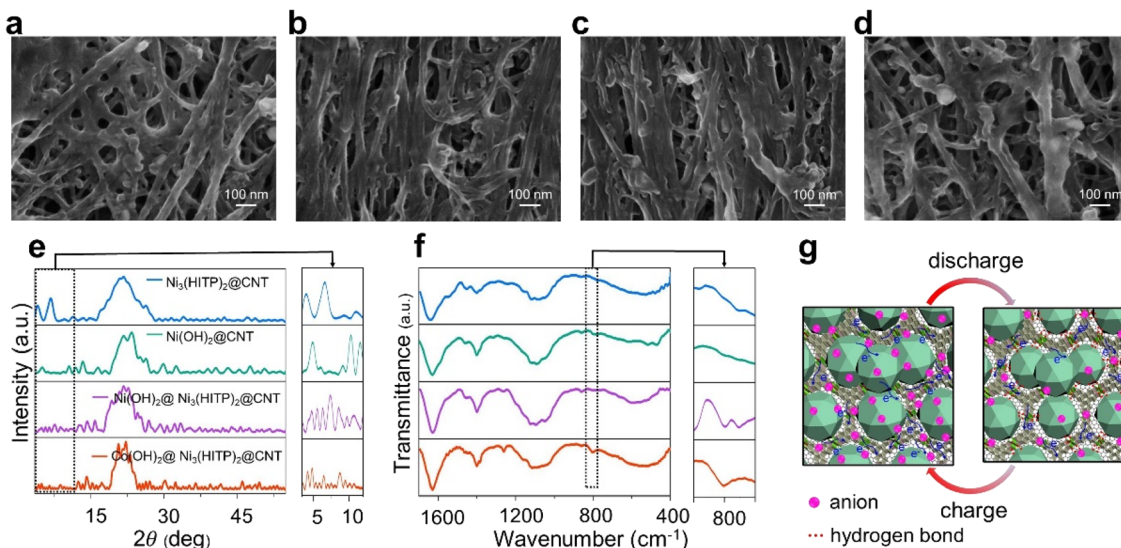 a
b
c
d
100 nm
100 nm
100 nm
100 nm
e
f
g
Intensity (a.u.)
Ni₃(HITP)₂@CNT
Ni(OH)₂@CNT
Ni(OH)₂@ Ni₃(HITP)₂@CNT
Co(OH)₂@ Ni₃(HITP)₂@CNT
15
30
45
5
10
2θ (deg)
Transmittance (a.u.)
1600
1200
800
400
800
Wavenumber (cm⁻¹)
discharge
charge
anion
hydrogen bond